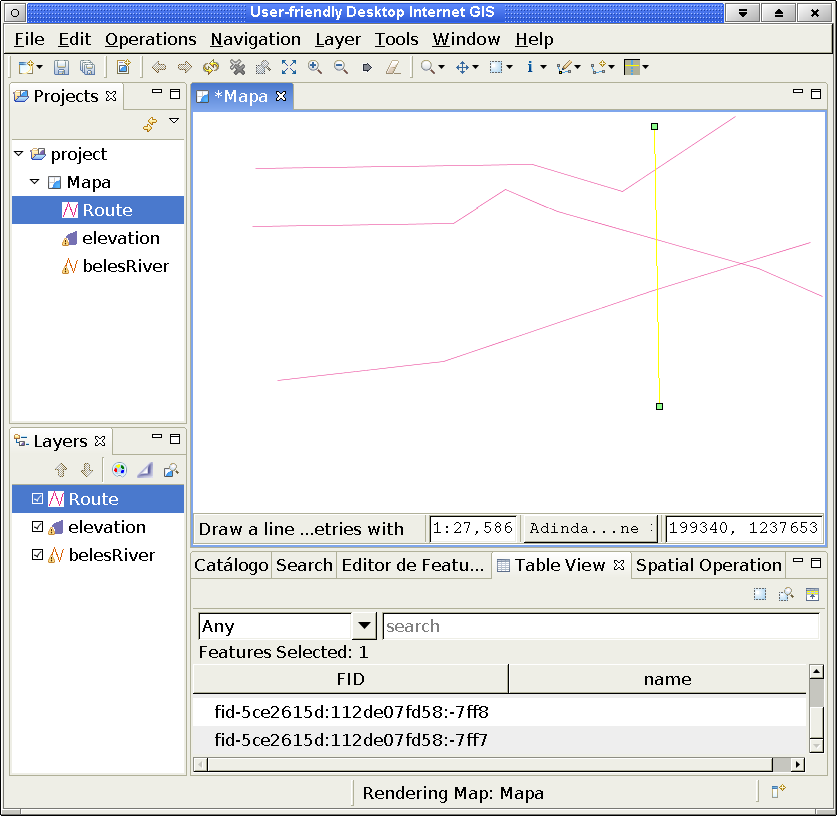 User-friendly Desktop Internet GIS
File Edit Operations Navigation Layer Tools Window Help
Projects
*Mapa
project
Mapa
Route
elevation
belesRiver
Layers
Route
elevation
belesRiver
Draw a line ...etries with
1:27,586
Adinda...ne
199340, 1237653
Catálogo Search Editor de Featu... Table View Spatial Operation
Any
search
Features Selected: 1
FID name
fid-5ce2615d:112de07fd58:-7ff8
fid-5ce2615d:112de07fd58:-7ff7
Rendering Map: Mapa